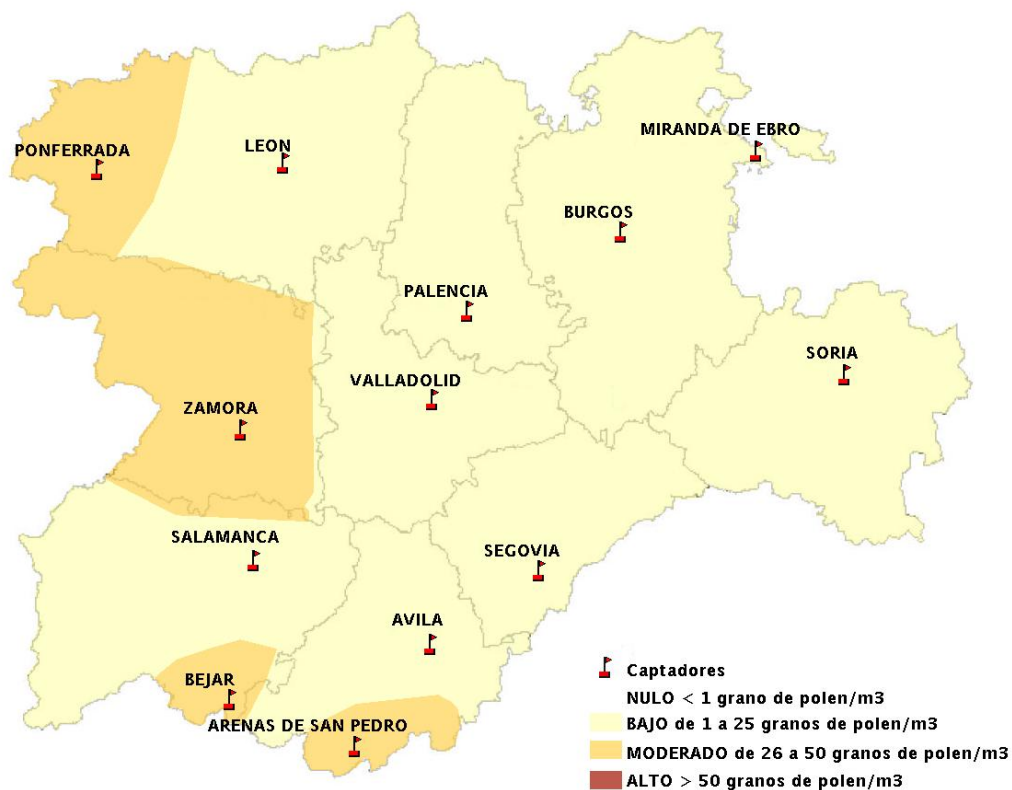 MIRANDA DE EBRO
PONFERRADA
LEON
BURGOS
PALENCIA
SORIA
VALLADOLID
ZAMORA
SALAMANCA
SEGOVIA
AVILA
BEJAR
ARENAS DE SAN PEDRO
Captadores
NULO < 1 grano de polen/m3
BAJO de 1 a 25 granos de polen/m3
MODERADO de 26 a 50 granos de polen/m3
ALTO > 50 granos de polen/m3